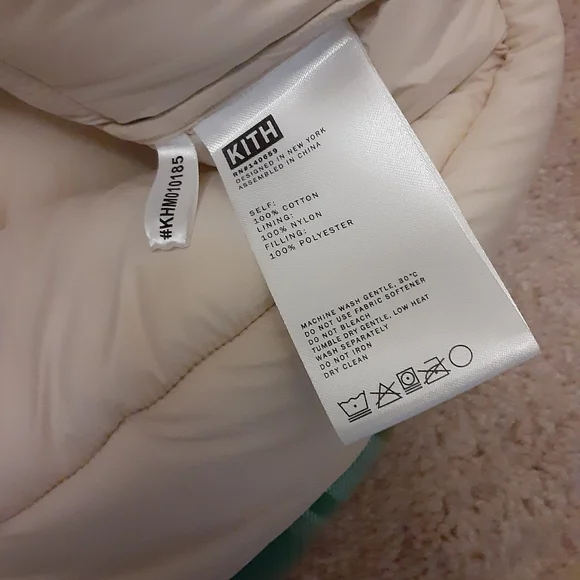 KITH
RN#140659
DESIGNED IN NEW YORK
ASSEMBLED IN CHINA
#KHM010185
SELF:
100% COTTON
LINING:
100% NYLON
FILLING:
100% POLYESTER
MACHINE WASH GENTLE, 30°C
DO NOT USE FABRIC SOFTENER
DO NOT BLEACH
TUMBLE DRY GENTLE, LOW HEAT
WASH SEPARATELY
DO NOT IRON
DRY CLEAN